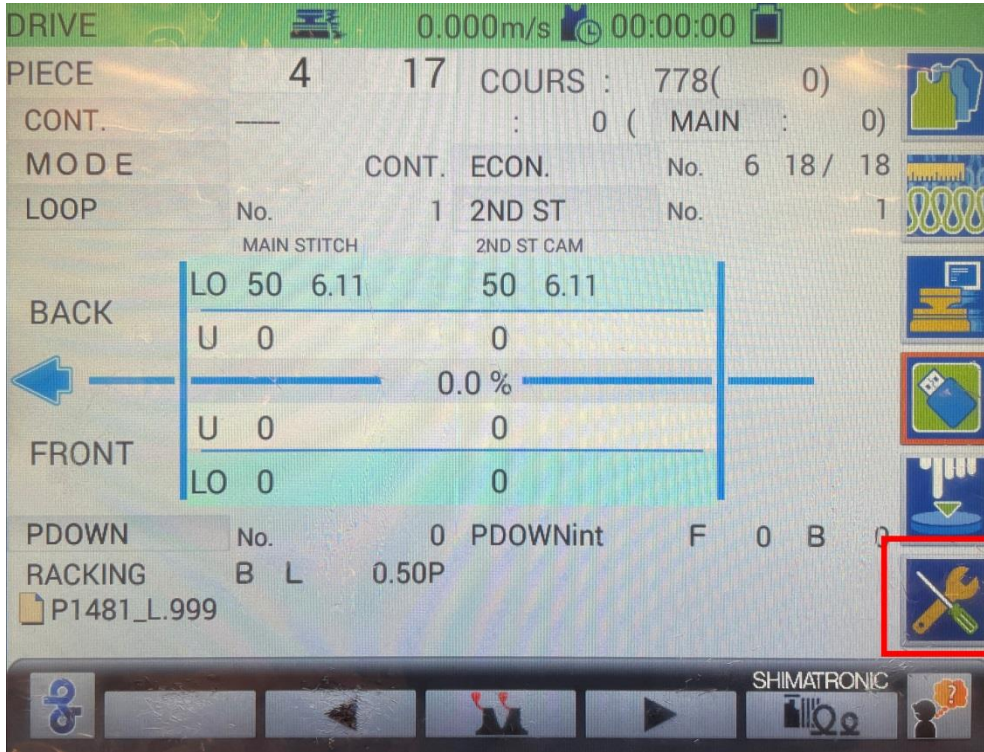 DRIVE 0.000m/s 00:00:00
PIECE 4 17 COURS : 778( 0)
CONT. ---- : 0 ( MAIN : 0)
MODE CONT. ECON. No. 6 18/ 18
LOOP No. 1 2ND ST No. 1
MAIN STITCH 2ND ST CAM
LO 50 6.11 50 6.11
BACK
U 0 0
0.0 %
U 0 0
FRONT
LO 0 0
PDOWN No. 0 PDOWNint F 0 B 0
RACKING B L 0.50P
P1481_L.999
SHIMATRONIC
?